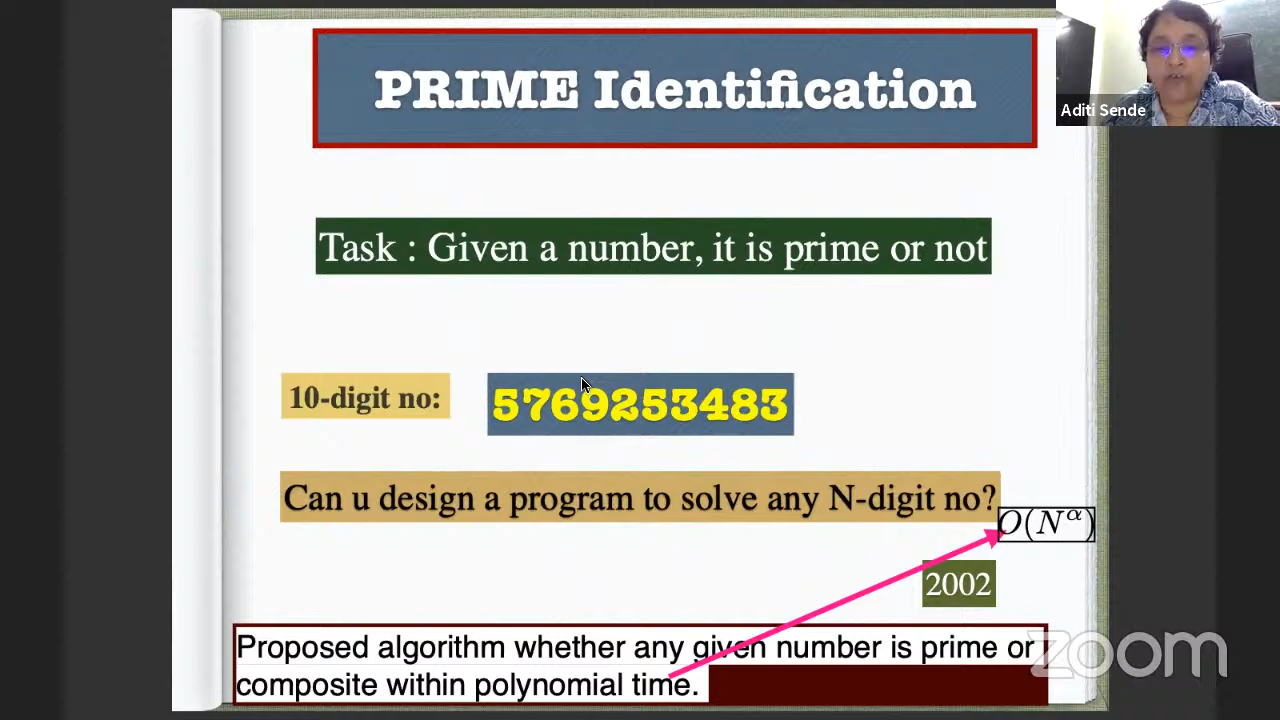 PRIME Identification
Aditi Sende
Task : Given a number, it is prime or not
10-digit no:
5769253483
Can u design a program to solve any N-digit no?
O(N^α)
2002
Proposed algorithm whether any given number is prime or
composite within polynomial time.
zoom